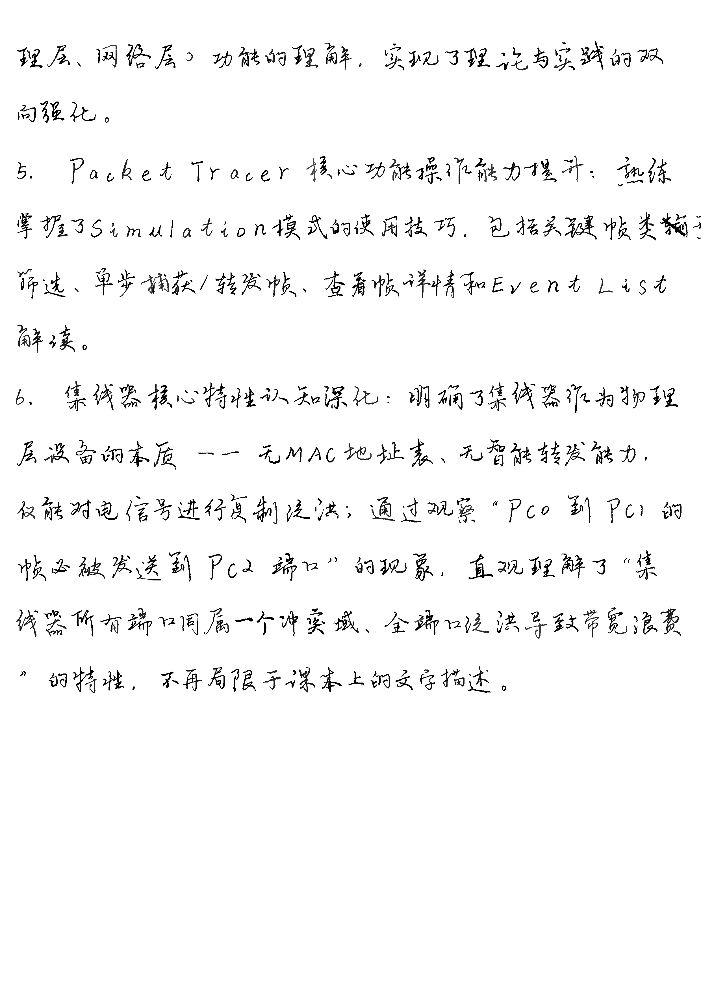 理层、网络层）功能的理解，实现了理论与实践的双
向强化。
5. Packet Tracer 核心功能操作能力提升：熟练
掌握了Simulation模式的使用技巧，包括关键帧类
筛选、单步捕获/转发帧、查看帧详情和Event List
解读。
6. 集线器核心特性认知深化：明确了集线器作为物理
层设备的本质 —— 无MAC地址表、无智能转发能力，
仅能对电信号进行复制泛洪；通过观察“PC0 到 PC1 的
帧必被发送到 PC2 端口”的现象，直观理解了“集
线器所有端口同属一个冲突域、全端口泛洪导致带宽浪费
”的特性，不再局限于课本上的文字描述。